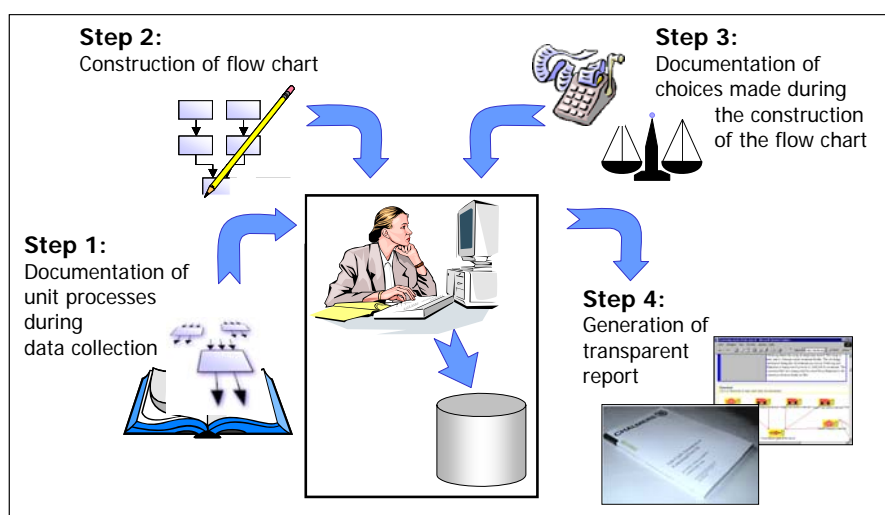 Step 2:
Construction of flow chart
Step 3:
Documentation of
choices made during
the construction
of the flow chart
Step 1:
Documentation of
unit processes
during
data collection
Step 4:
Generation of
transparent
report
CHALMERS